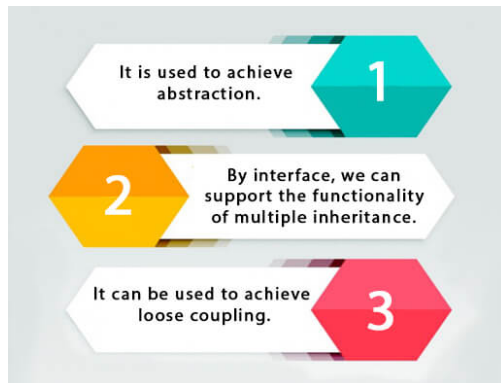 It is used to achieve
abstraction.
1
2
By interface, we can
support the functionality
of multiple inheritance.
It can be used to achieve
loose coupling.
3